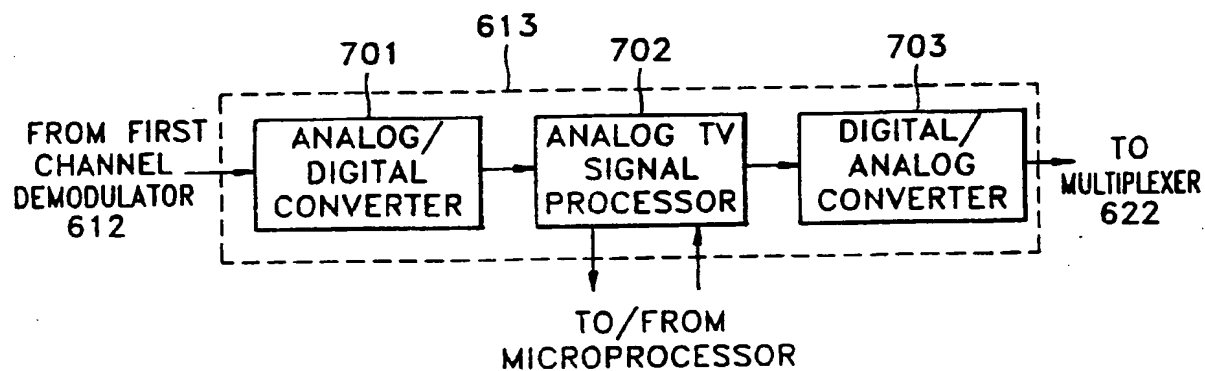 613
701
702
703
FROM FIRST
CHANNEL
DEMODULATOR
612
ANALOG/
DIGITAL
CONVERTER
ANALOG TV
SIGNAL
PROCESSOR
DIGITAL/
ANALOG
CONVERTER
TO
MULTIPLEXER
622
TO/FROM
MICROPROCESSOR